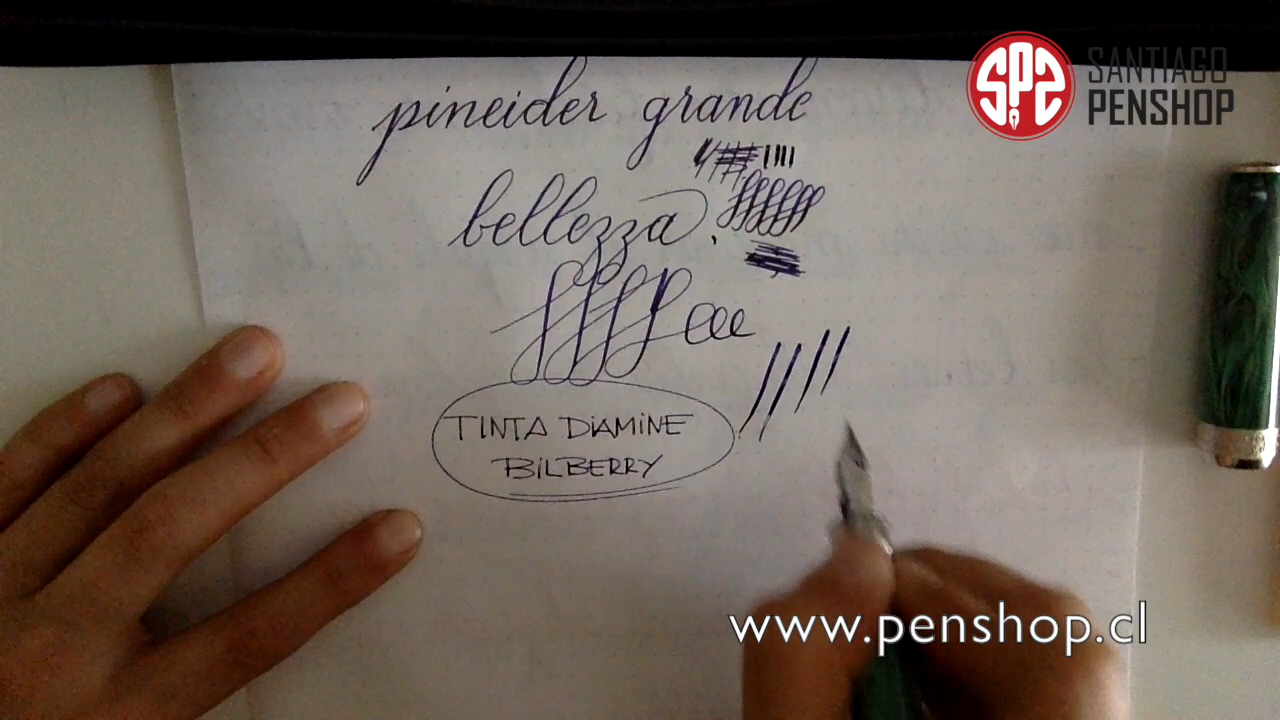 SANTIAGO
PENSHOP
pineider grande
bellezza.
TINTA DiAMiNE
BiLBERRY
www.penshop.cl